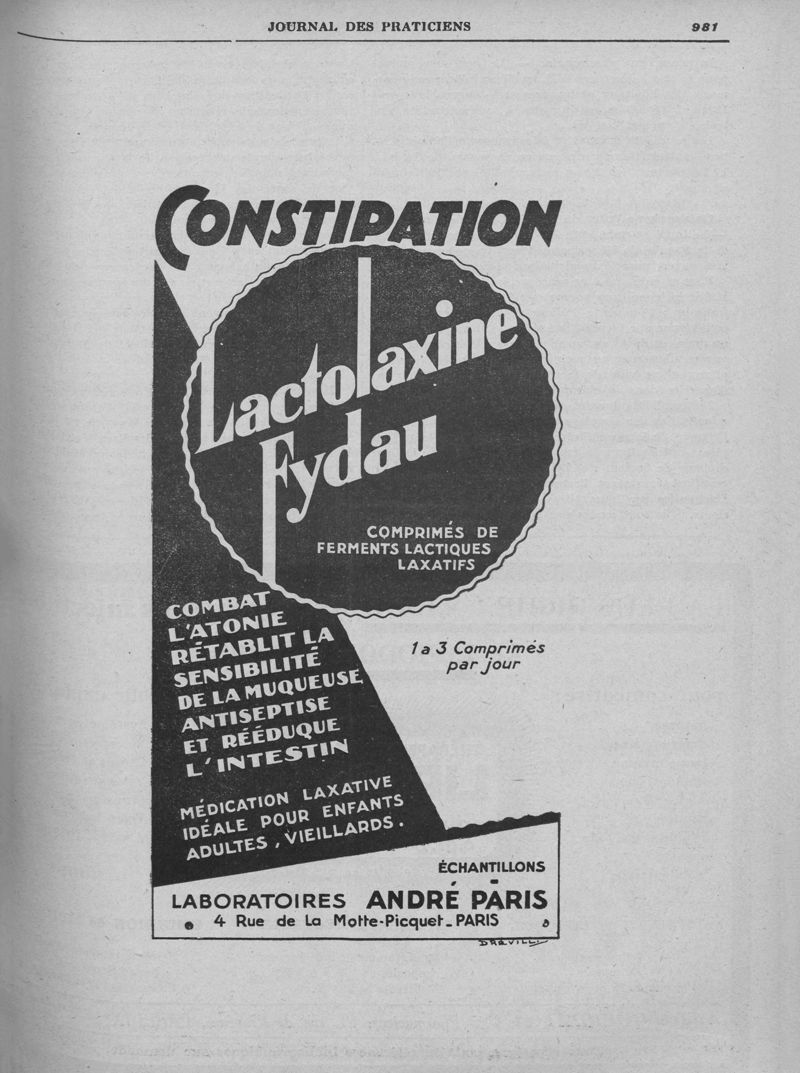 JOURNAL DES PRATICIENS 981
CONSTIPATION
Lactolaxine
Fydau
COMPRIMÉS DE
FERMENTS LACTIQUES
LAXATIFS
COMBAT
L'ATONIE
RÉTABLIT LA
SENSIBILITÉ
DE LA MUQUEUSE
ANTISEPTISE
ET RÉÉDUQUE
L'INTESTIN
1 a 3 Comprimés
par jour
MÉDICATION LAXATIVE
IDÉALE POUR ENFANTS
ADULTES, VIEILLARDS.
ÉCHANTILLONS
LABORATOIRES ANDRÉ PARIS
4 Rue de La Motte-Picquet_PARIS